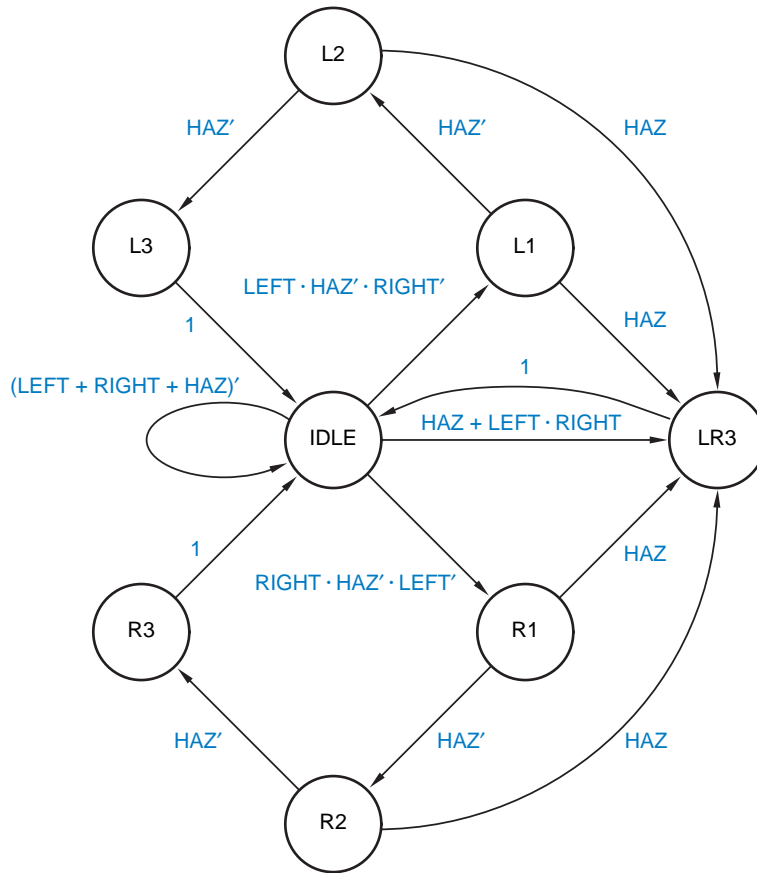 L2
HAZ′
HAZ′
HAZ
L3
L1
LEFT · HAZ′ · RIGHT′
1
HAZ
(LEFT + RIGHT + HAZ)′
1
IDLE
HAZ + LEFT · RIGHT
LR3
1
RIGHT · HAZ′ · LEFT′
HAZ
R3
R1
HAZ′
HAZ′
HAZ
R2